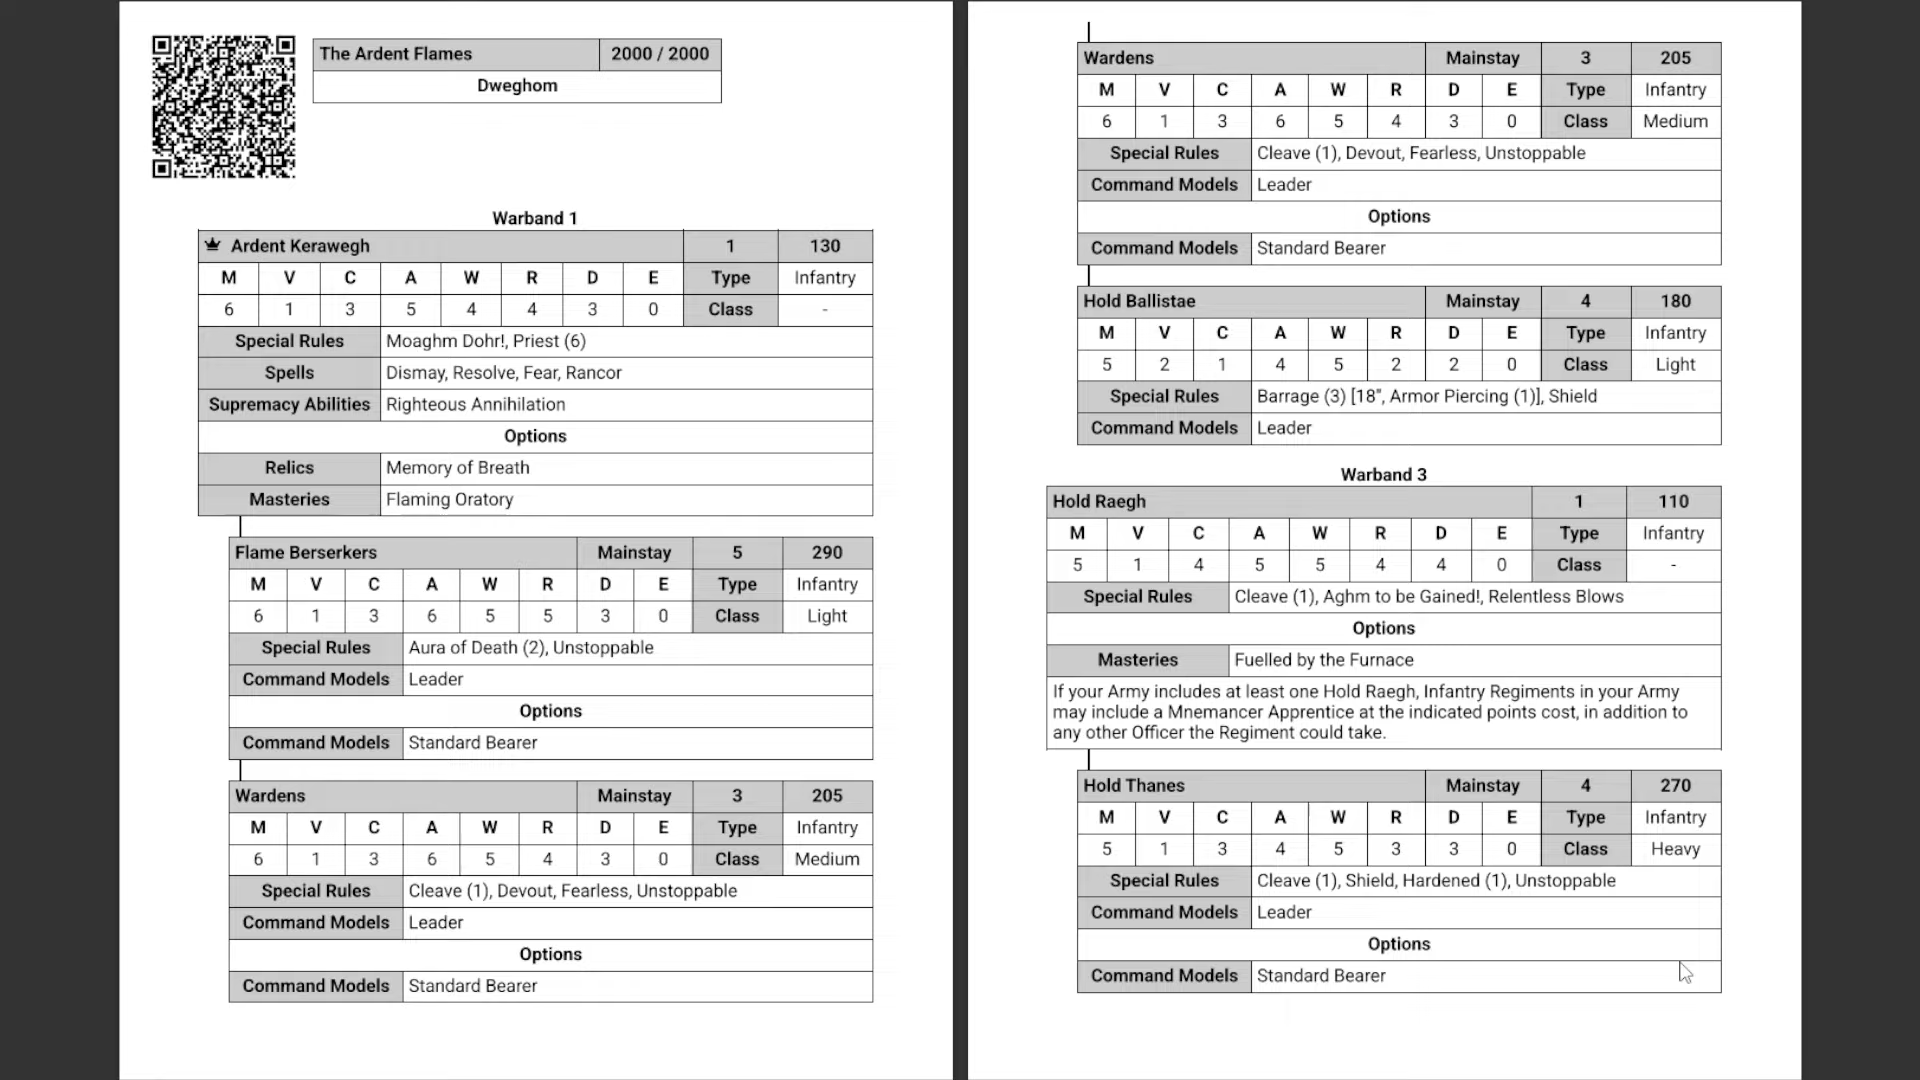 The Ardent Flames 2000 / 2000
Dweghom
Warband 1
Ardent Kerawegh 1 130
M V C A W R D E Type Infantry
6 1 3 5 4 4 3 0 Class -
Special Rules Moaghm Dohr!, Priest (6)
Spells Dismay, Resolve, Fear, Rancor
Supremacy Abilities Righteous Annihilation
Options
Relics Memory of Breath
Masteries Flaming Oratory
Flame Berserkers Mainstay 5 290
M V C A W R D E Type Infantry
6 1 3 6 5 5 3 0 Class Light
Special Rules Aura of Death (2), Unstoppable
Command Models Leader
Options
Command Models Standard Bearer
Wardens Mainstay 3 205
M V C A W R D E Type Infantry
6 1 3 6 5 4 3 0 Class Medium
Special Rules Cleave (1), Devout, Fearless, Unstoppable
Command Models Leader
Options
Command Models Standard Bearer
Wardens Mainstay 3 205
M V C A W R D E Type Infantry
6 1 3 6 5 4 3 0 Class Medium
Special Rules Cleave (1), Devout, Fearless, Unstoppable
Command Models Leader
Options
Command Models Standard Bearer
Hold Ballistae Mainstay 4 180
M V C A W R D E Type Infantry
5 2 1 4 5 2 2 0 Class Light
Special Rules Barrage (3) [18", Armor Piercing (1)], Shield
Command Models Leader
Warband 3
Hold Raegh 1 110
M V C A W R D E Type Infantry
5 1 4 5 5 4 4 0 Class -
Special Rules Cleave (1), Aghm to be Gained!, Relentless Blows
Options
Masteries Fuelled by the Furnace
If your Army includes at least one Hold Raegh, Infantry Regiments in your Army
may include a Mnemancer Apprentice at the indicated points cost, in addition to
any other Officer the Regiment could take.
Hold Thanes Mainstay 4 270
M V C A W R D E Type Infantry
5 1 3 4 5 3 3 0 Class Heavy
Special Rules Cleave (1), Shield, Hardened (1), Unstoppable
Command Models Leader
Options
Command Models Standard Bearer